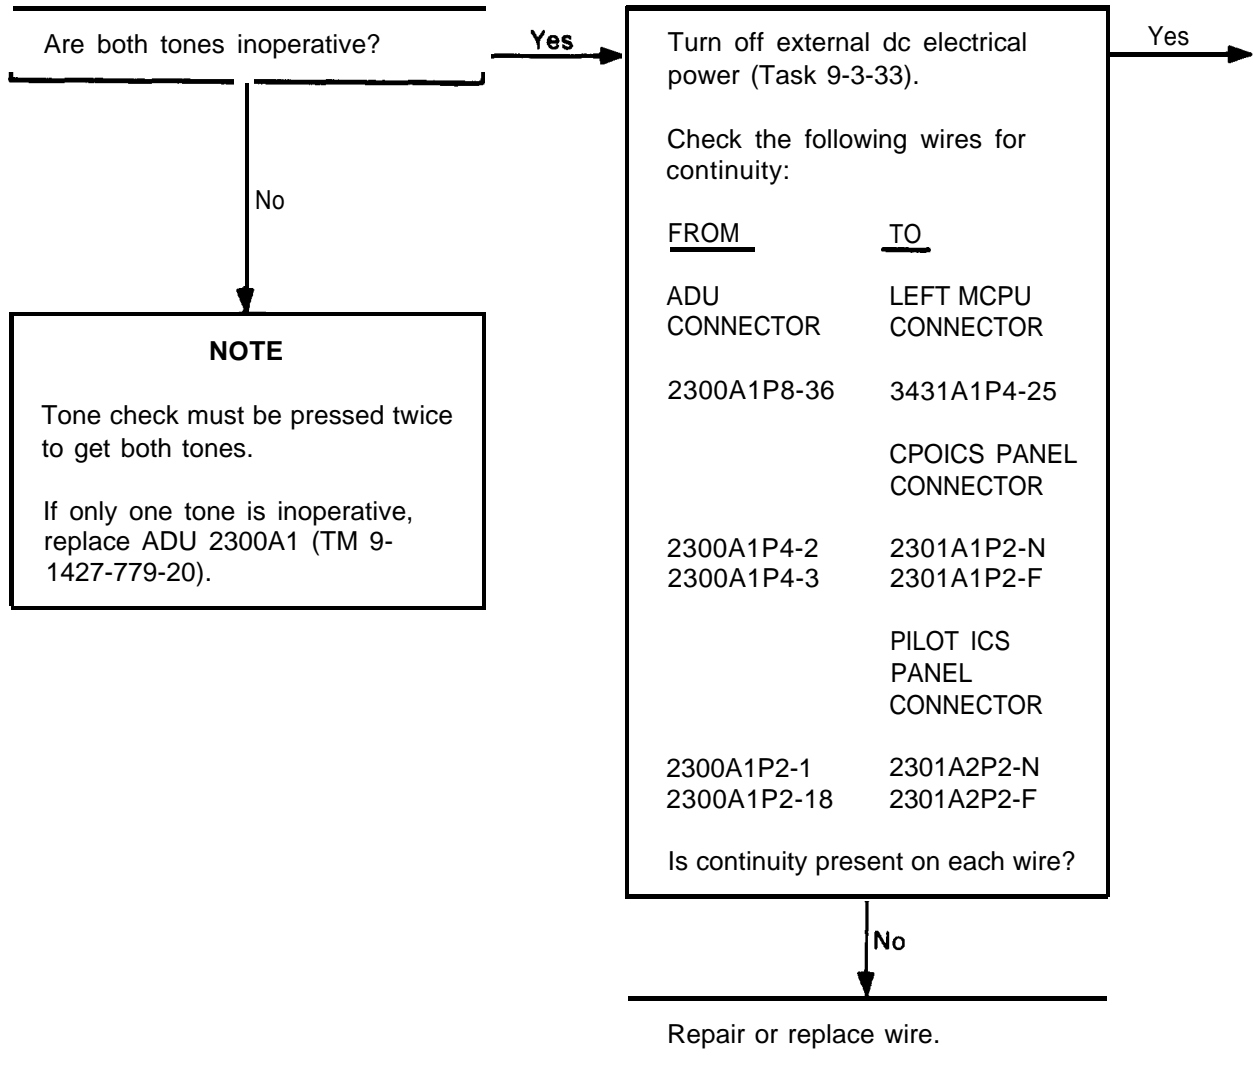 Are both tones inoperative?
Yes
No
NOTE
Tone check must be pressed twice
to get both tones.
If only one tone is inoperative,
replace ADU 2300A1 (TM 9-
1427-779-20).
Turn off external dc electrical
power (Task 9-3-33).
Check the following wires for
continuity:
FROM TO
ADU LEFT MCPU
CONNECTOR CONNECTOR
2300A1P8-36 3431A1P4-25
CPOICS PANEL
CONNECTOR
2300A1P4-2 2301A1P2-N
2300A1P4-3 2301A1P2-F
PILOT ICS
PANEL
CONNECTOR
2300A1P2-1 2301A2P2-N
2300A1P2-18 2301A2P2-F
Is continuity present on each wire?
Yes
No
Repair or replace wire.